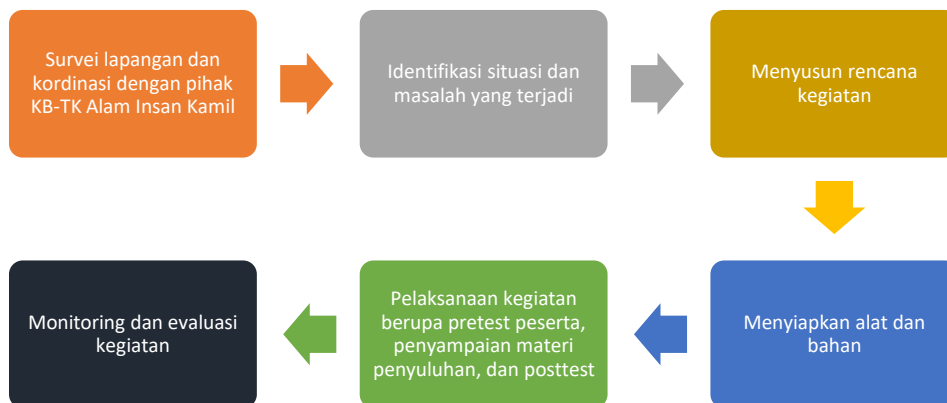 Survei lapangan dan
kordinasi dengan pihak
KB-TK Alam Insan Kamil
Identifikasi situasi dan
masalah yang terjadi
Menyusun rencana
kegiatan
Menyiapkan alat dan
bahan
Pelaksanaan kegiatan
berupa pretest peserta,
penyampaian materi
penyuluhan, dan posttest
Monitoring dan evaluasi
kegiatan